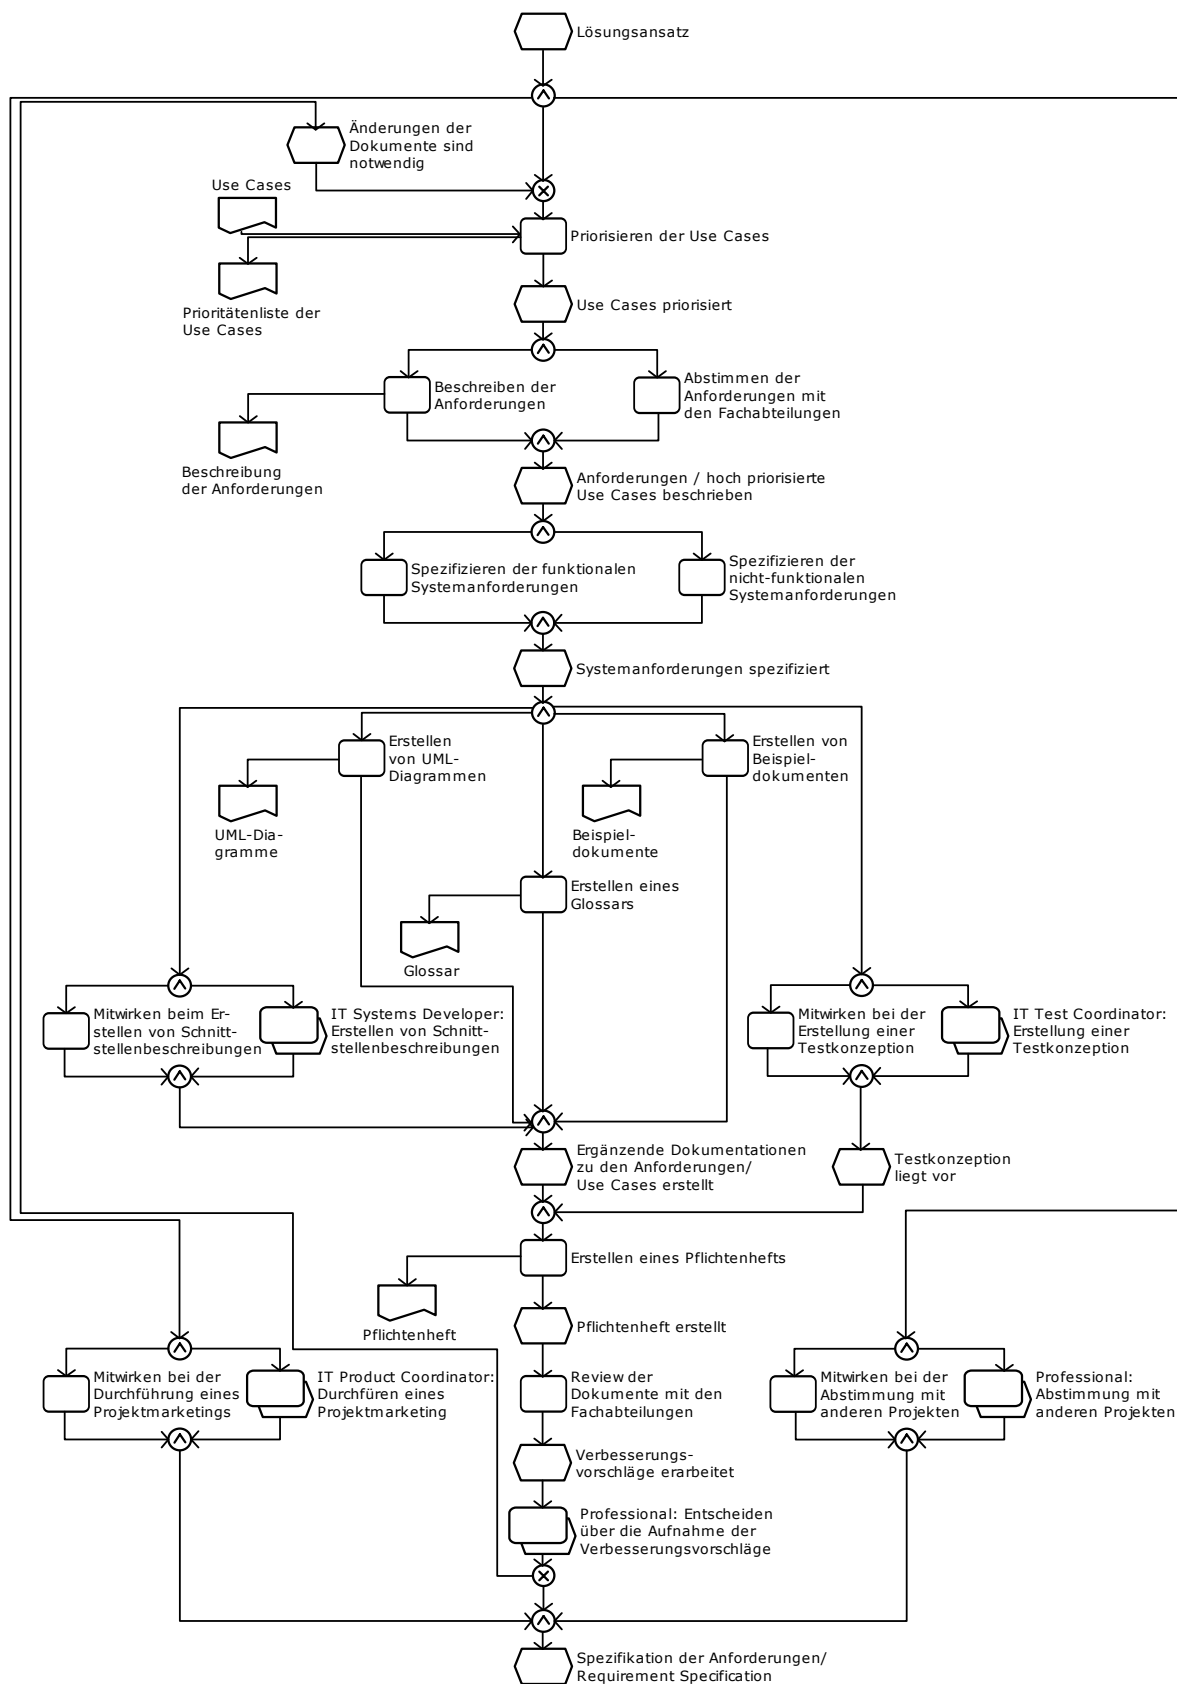 Lösungsansatz
Änderungen der
Dokumente sind
notwendig
Use Cases
Priorisieren der Use Cases
Prioritätenliste der
Use Cases
Use Cases priorisiert
Beschreiben der
Anforderungen
Abstimmen der
Anforderungen mit
den Fachabteilungen
Beschreibung
der Anforderungen
Anforderungen / hoch priorisierte
Use Cases beschrieben
Spezifizieren der funktionalen
Systemanforderungen
Spezifizieren der
nicht-funktionalen
Systemanforderungen
Systemanforderungen spezifiziert
Erstellen
von UML-
Diagrammen
Erstellen von
Beispiel-
dokumenten
UML-Dia-
gramme
Beispiel-
dokumente
Erstellen eines
Glossars
Glossar
Mitwirken beim Er-
stellen von Schnitt-
stellenbeschreibungen
IT Systems Developer:
Erstellen von Schnitt-
stellenbeschreibungen
Mitwirken bei der
Erstellung einer
Testkonzeption
IT Test Coordinator:
Erstellung einer
Testkonzeption
Ergänzende Dokumentationen
zu den Anforderungen/
Use Cases erstellt
Testkonzeption
liegt vor
Erstellen eines Pflichtenhefts
Pflichtenheft
Pflichtenheft erstellt
Mitwirken bei der
Durchführung eines
Projektmarketings
IT Product Coordinator:
Durchfüren eines
Projektmarketing
Review der
Dokumente mit den
Fachabteilungen
Mitwirken bei der
Abstimmung mit
anderen Projekten
Professional:
Abstimmung mit
anderen Projekten
Verbesserungs-
vorschläge erarbeitet
Professional: Entscheiden
über die Aufnahme der
Verbesserungsvorschläge
Spezifikation der Anforderungen/
Requirement Specification